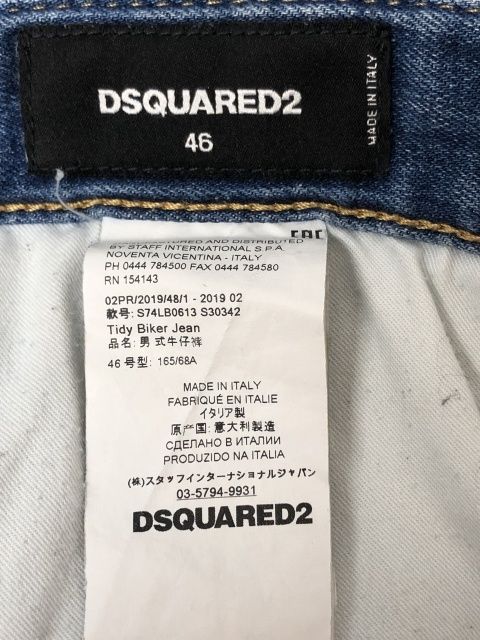 DSQUARED2
46
MADE IN ITALY
EAC
AND DISTRIBUTED
BY STAFF INTERNATIONAL S.P.A.
NOVENTA VICENTINA - ITALY
PH 0444 784500 FAX 0444 784580
RN 154143
02PR/2019/48/1 - 2019 02
款号: S74LB0613 S30342
Tidy Biker Jean
品名: 男 式牛仔裤
46 号型: 165/68A
MADE IN ITALY
FABRIQUÉ EN ITALIE
イタリア製
原产国: 意大利製造
СДЕЛАНО В ИТАЛИИ
PRODUZIDO NA ITALIA
(株)スタッフインターナショナルジャパン
03-5794-9931
DSQUARED2